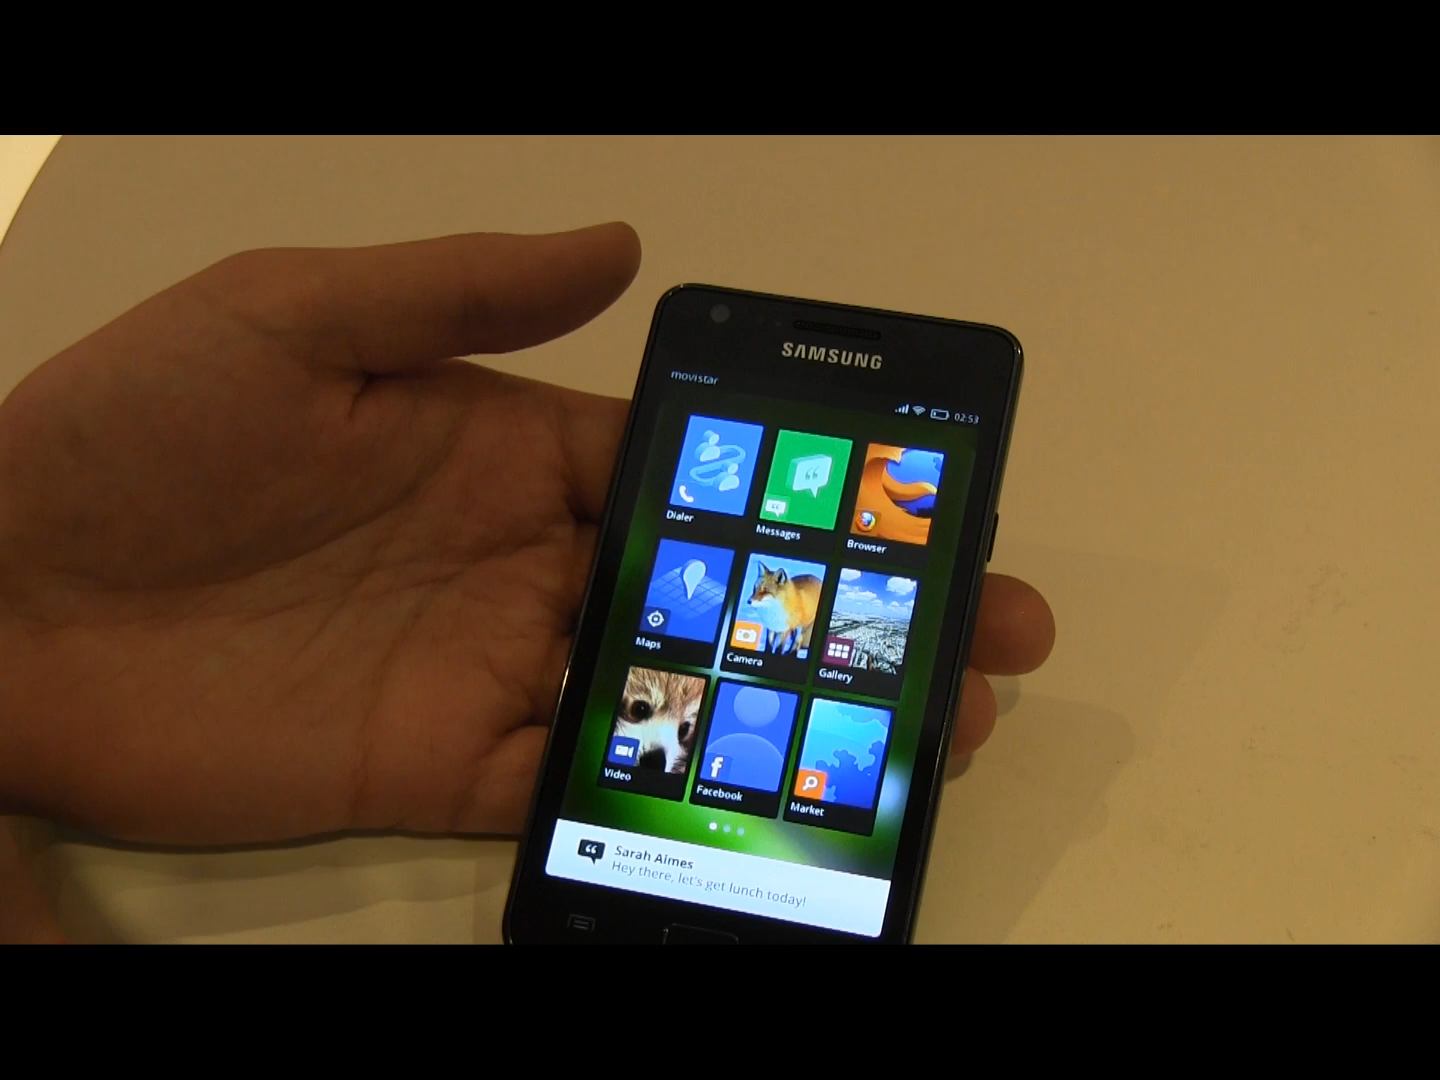 SAMSUNG
movistar
02:53
Dialer
Messages
Browser
Maps
Camera
Gallery
Video
Facebook
Market
Sarah Aimes
Hey there, let's get lunch today!